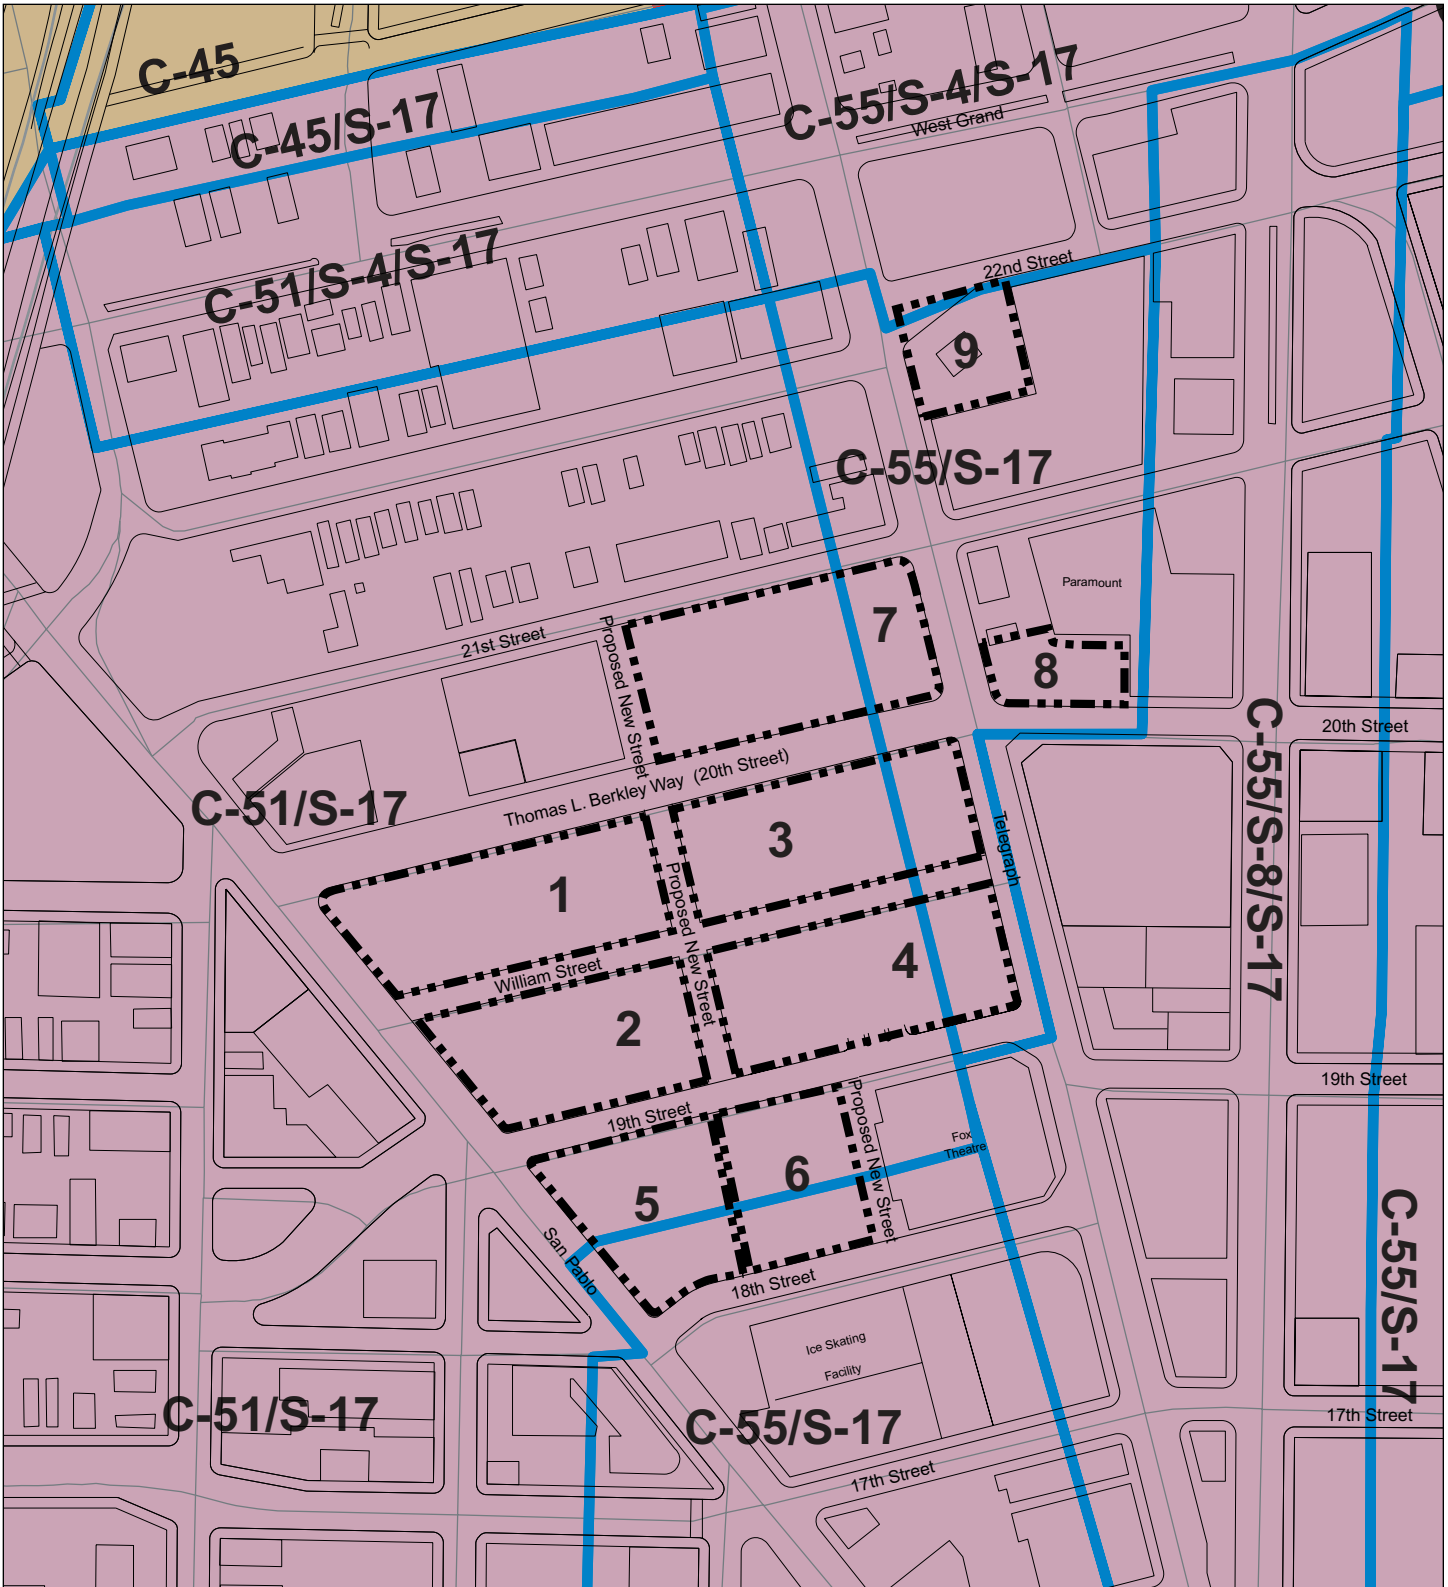 C-45
C-45/S-17
C-55/S-4/S-17
West Grand
C-51/S-4/S-17
22nd Street
9
C-55/S-17
Paramount
7
21st Street
Proposed New Street
8
20th Street
Thomas L. Berkley Way (20th Street)
C-51/S-17
C-55/S-8/S-17
3
Telegraph
1
Proposed New Street
4
William Street
2
19th Street
19th Street
Proposed New Street
Fox
Theatre
6
5
C-55/S-17
San Pablo
18th Street
Ice Skating
Facility
C-51/S-17
C-55/S-17
17th Street
17th Street